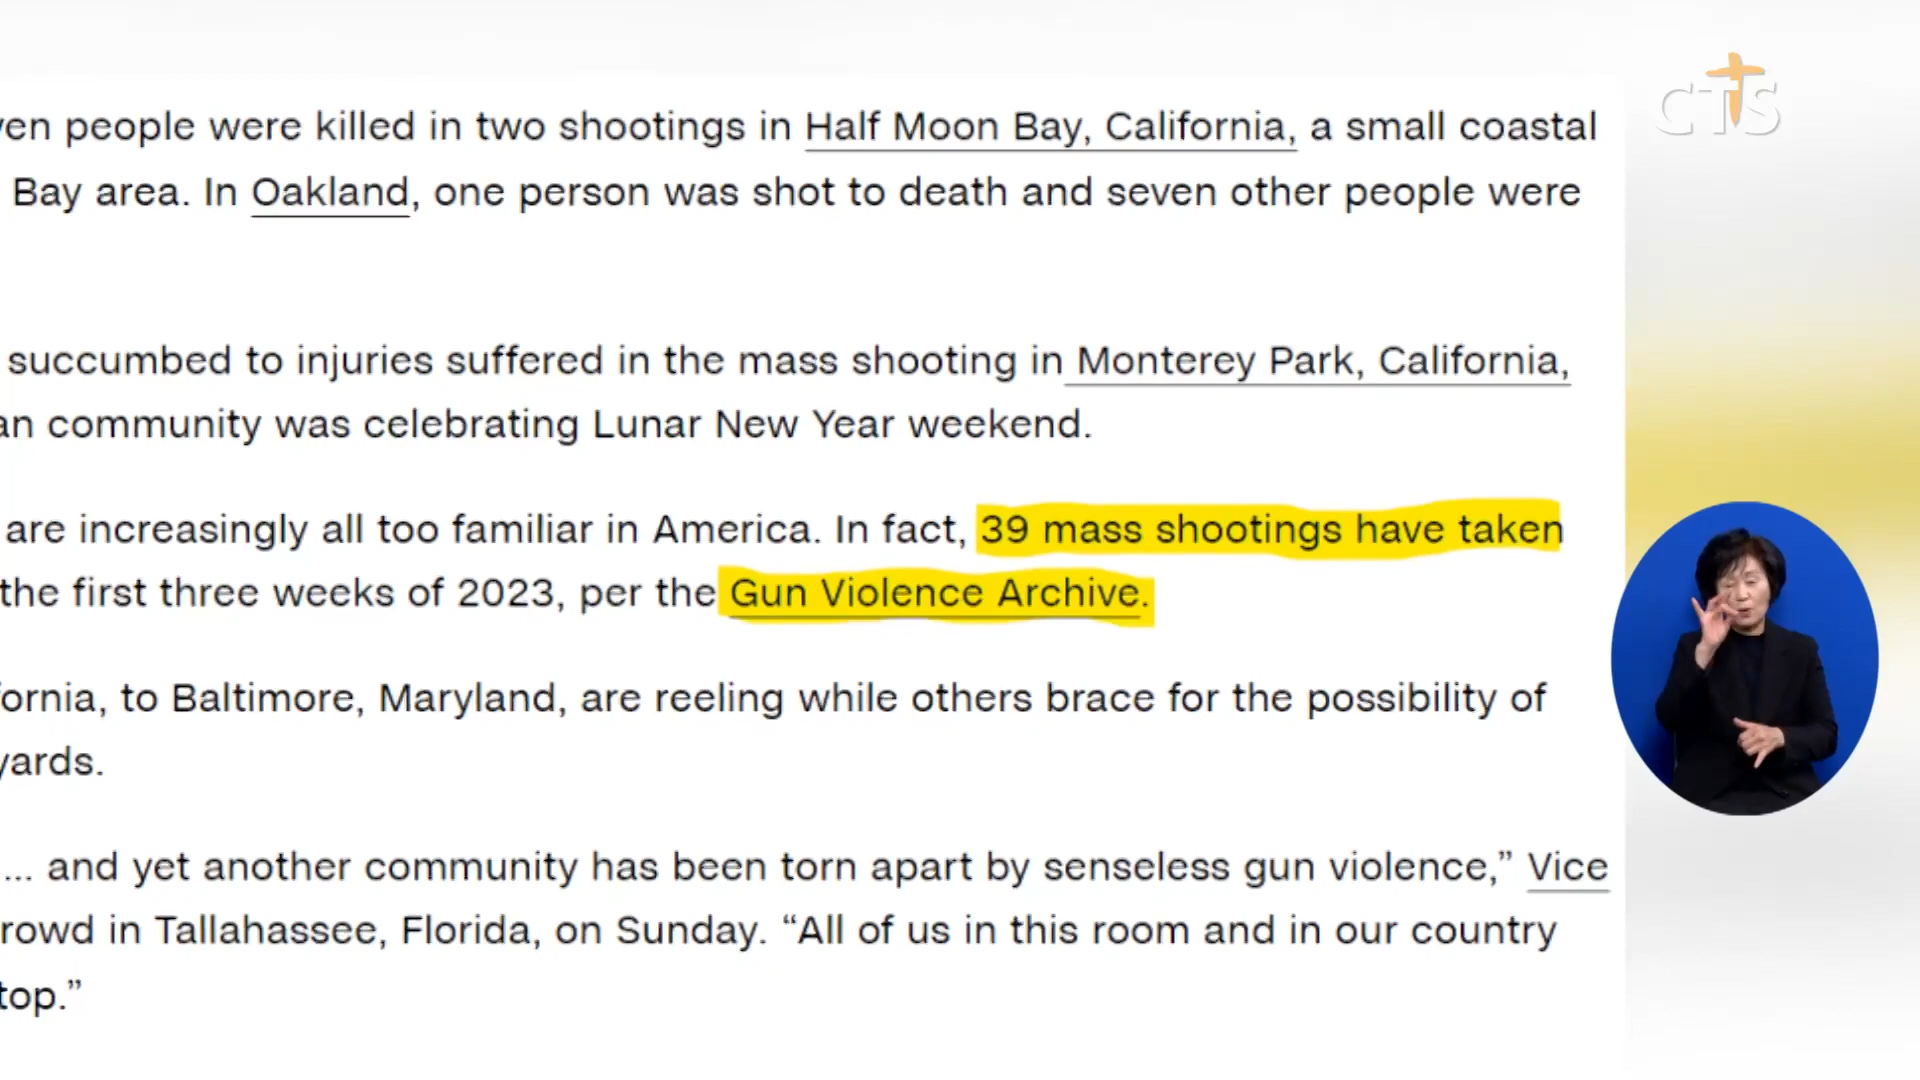 CTS
ven people were killed in two shootings in Half Moon Bay, California, a small coastal
Bay area. In Oakland, one person was shot to death and seven other people were
succumbed to injuries suffered in the mass shooting in Monterey Park, California,
an community was celebrating Lunar New Year weekend.
are increasingly all too familiar in America. In fact, 39 mass shootings have taken
the first three weeks of 2023, per the Gun Violence Archive.
fornia, to Baltimore, Maryland, are reeling while others brace for the possibility of
yards.
... and yet another community has been torn apart by senseless gun violence,” Vice
rowd in Tallahassee, Florida, on Sunday. “All of us in this room and in our country
top.”